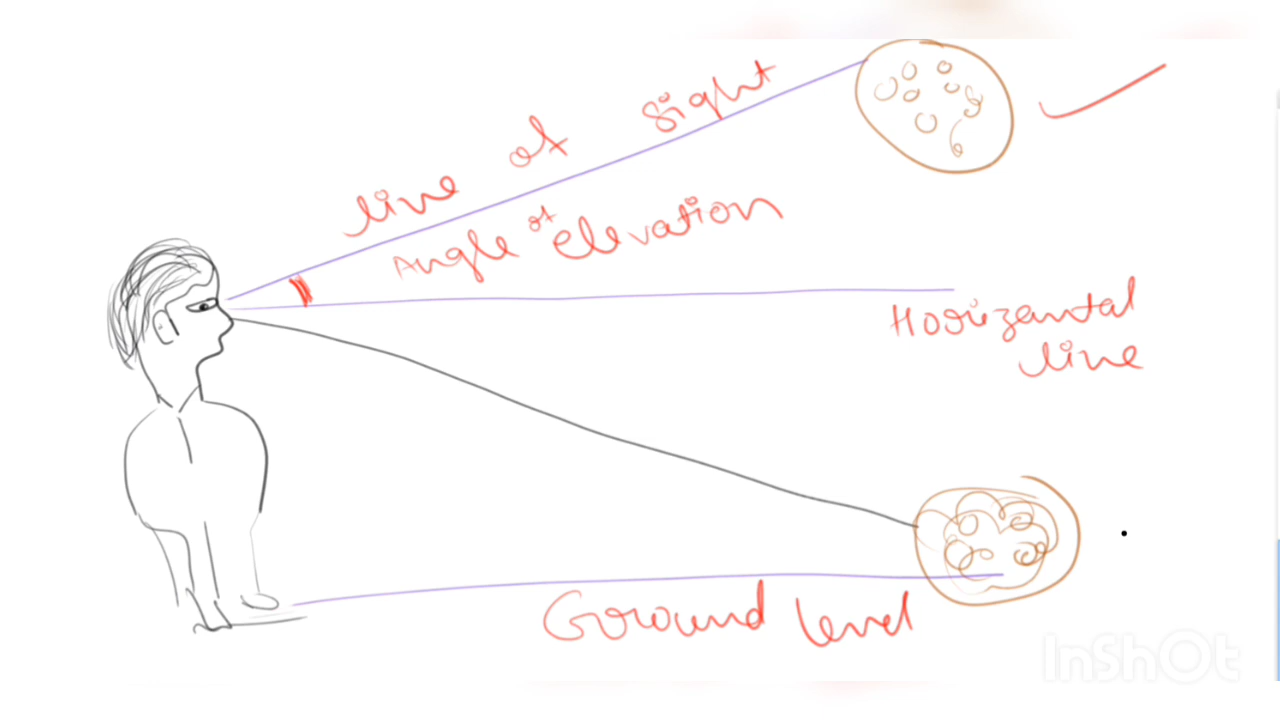 line of sight
Angle of elevation
Horizontal
line
Ground level
InShOt